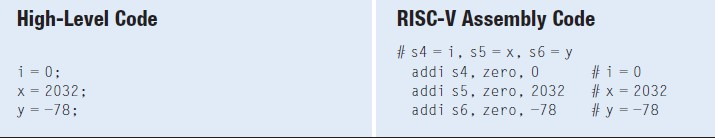 High-Level Code
i = 0;
x = 2032;
y = −78;
RISC-V Assembly Code
# s4 = i, s5 = x, s6 = y
addi s4, zero, 0 # i = 0
addi s5, zero, 2032 # x = 2032
addi s6, zero, −78 # y = −78